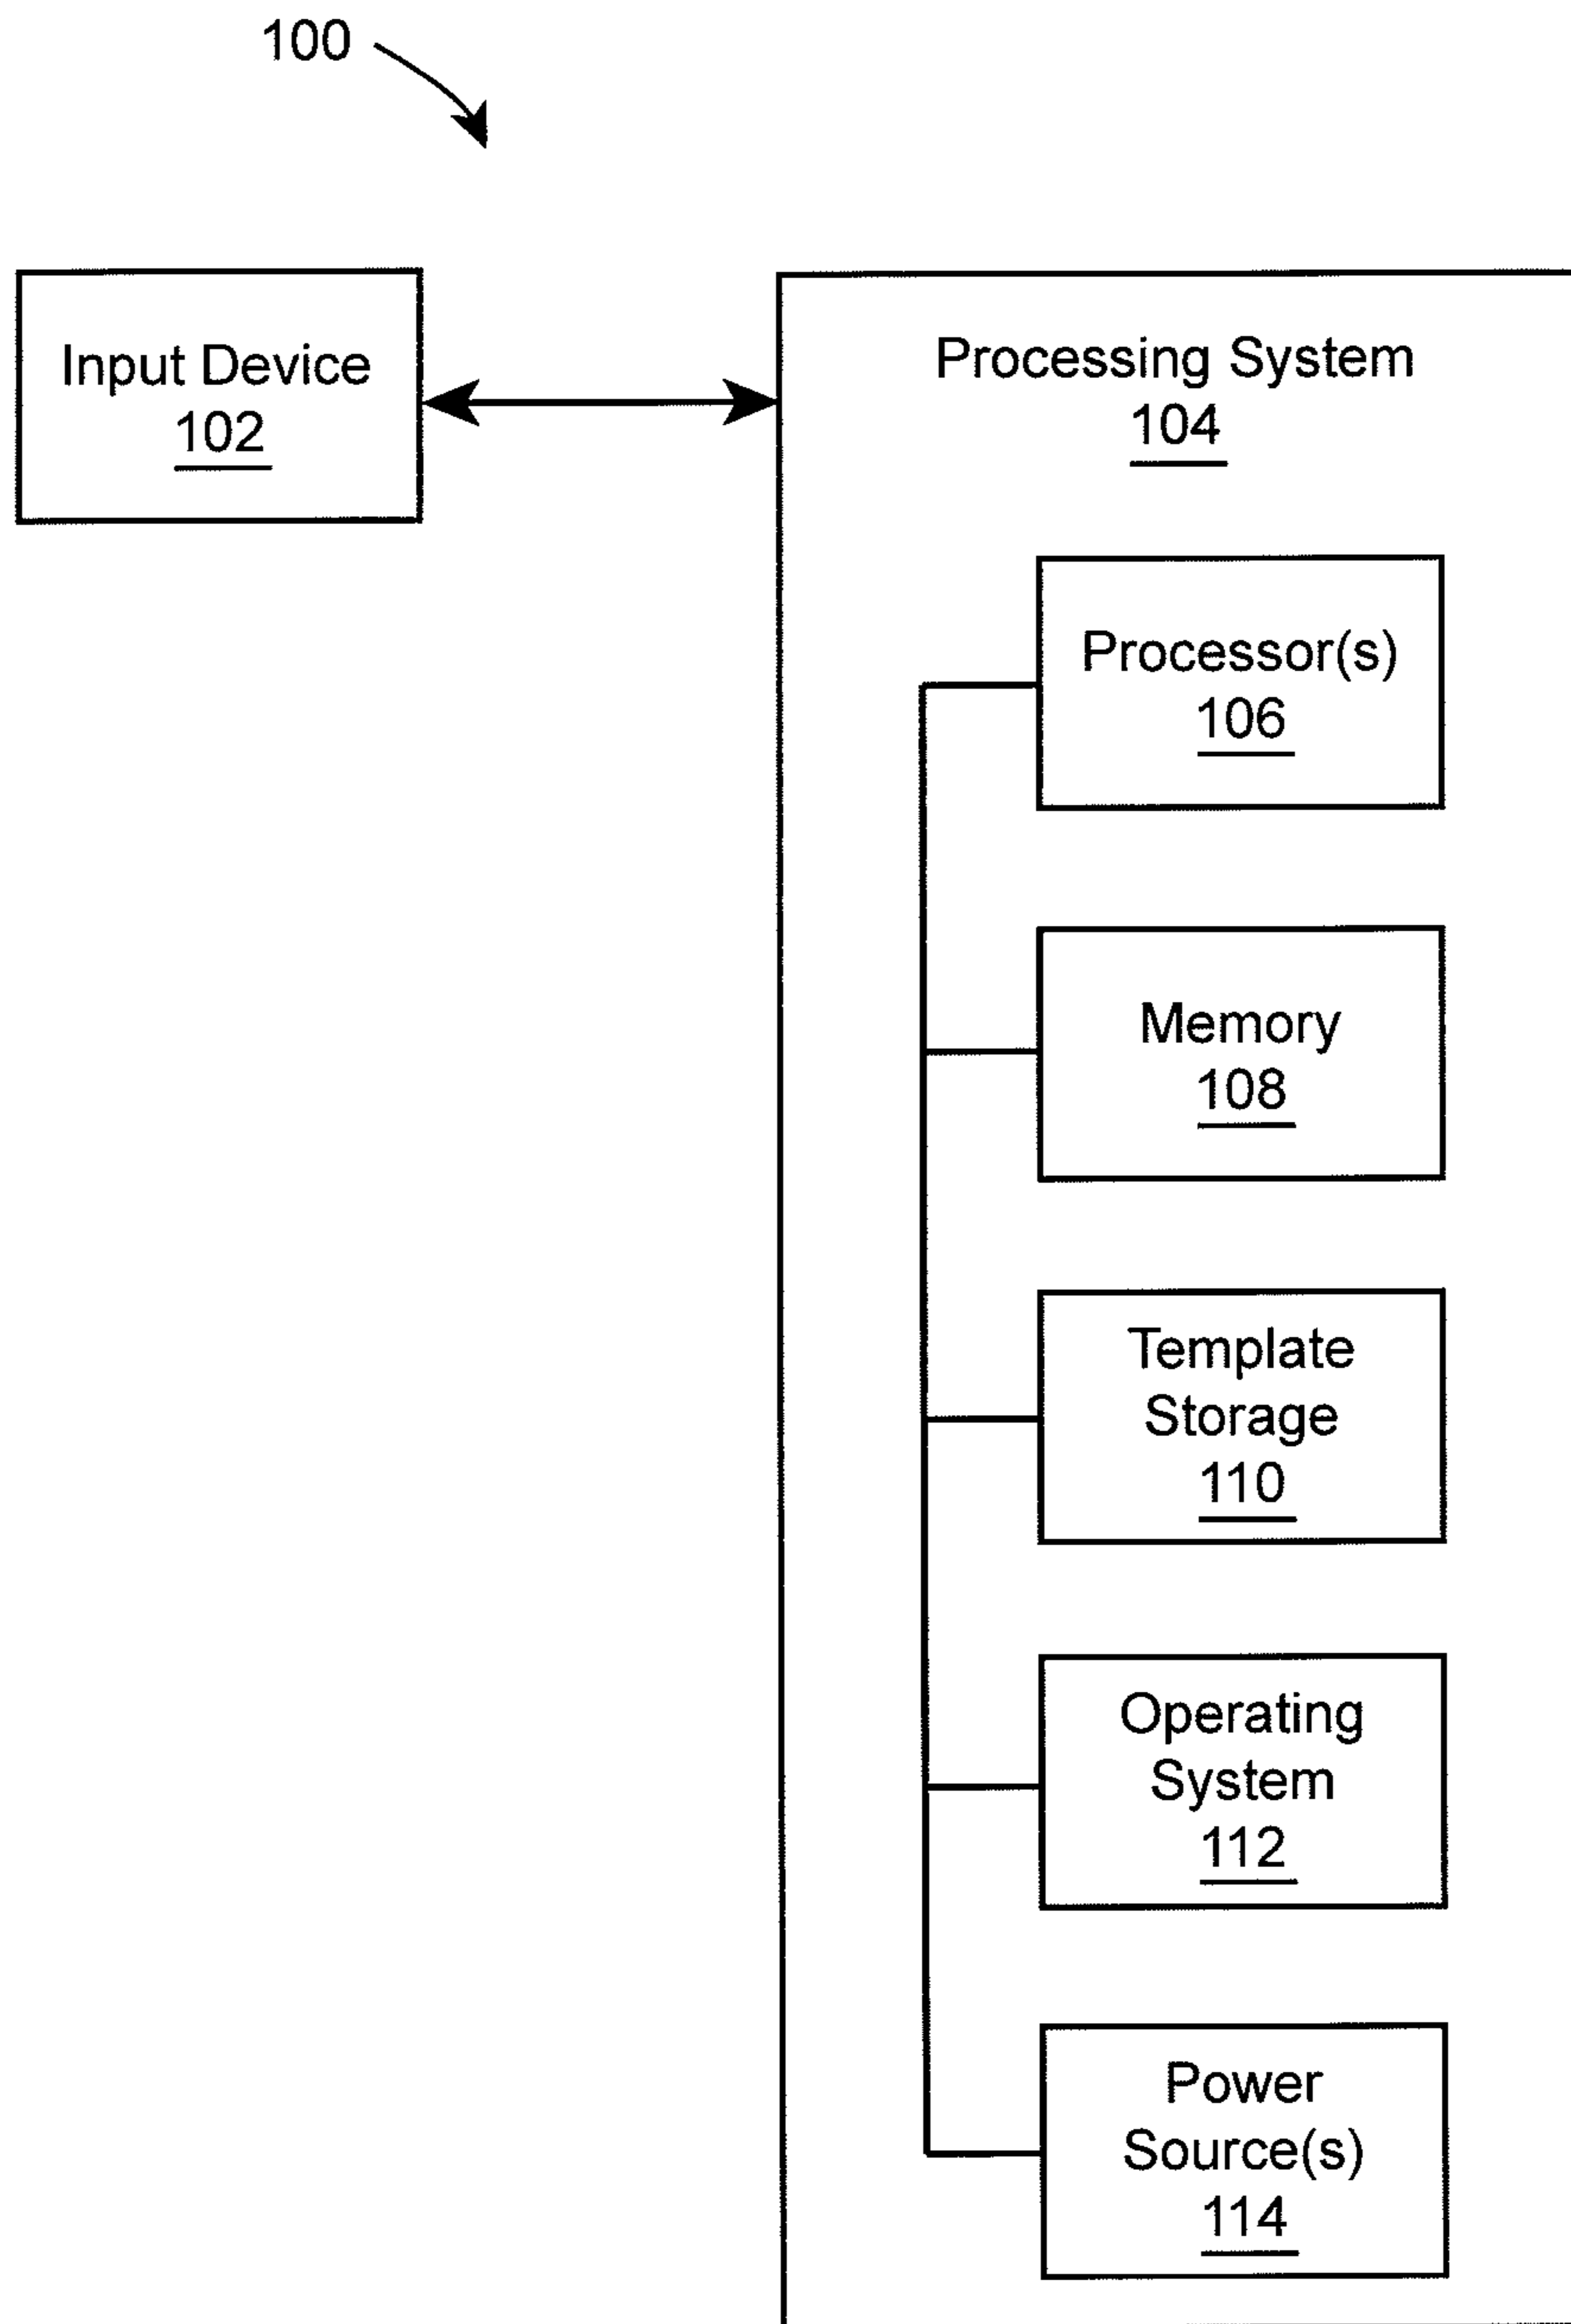 100
Input Device
102
Processing System
104
Processor(s)
106
Memory
108
Template
Storage
110
Operating
System
112
Power
Source(s)
114